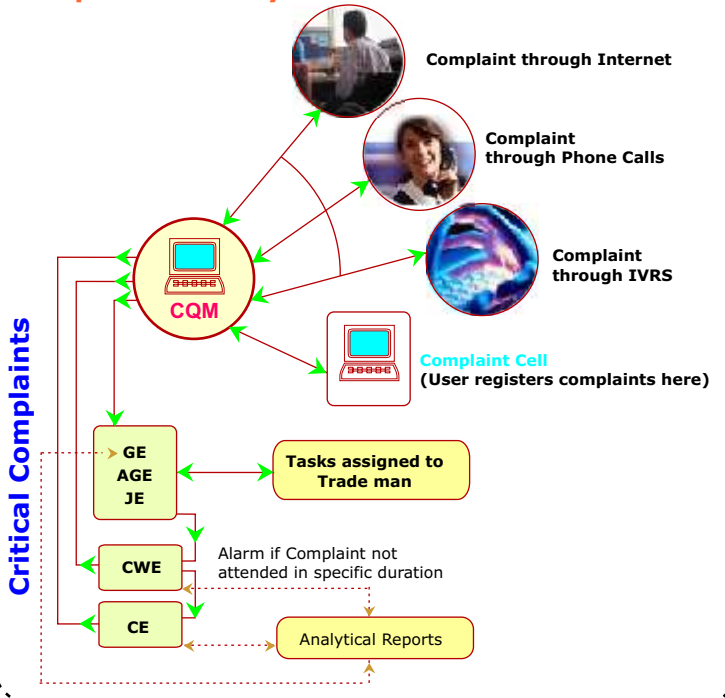 Complaint through Internet
Complaint
through Phone Calls
Complaint
through IVRS
CQM
Complaint Cell
(User registers complaints here)
Critical Complaints
GE
AGE
JE
Tasks assigned to
Trade man
Alarm if Complaint not
attended in specific duration
CWE
CE
Analytical Reports